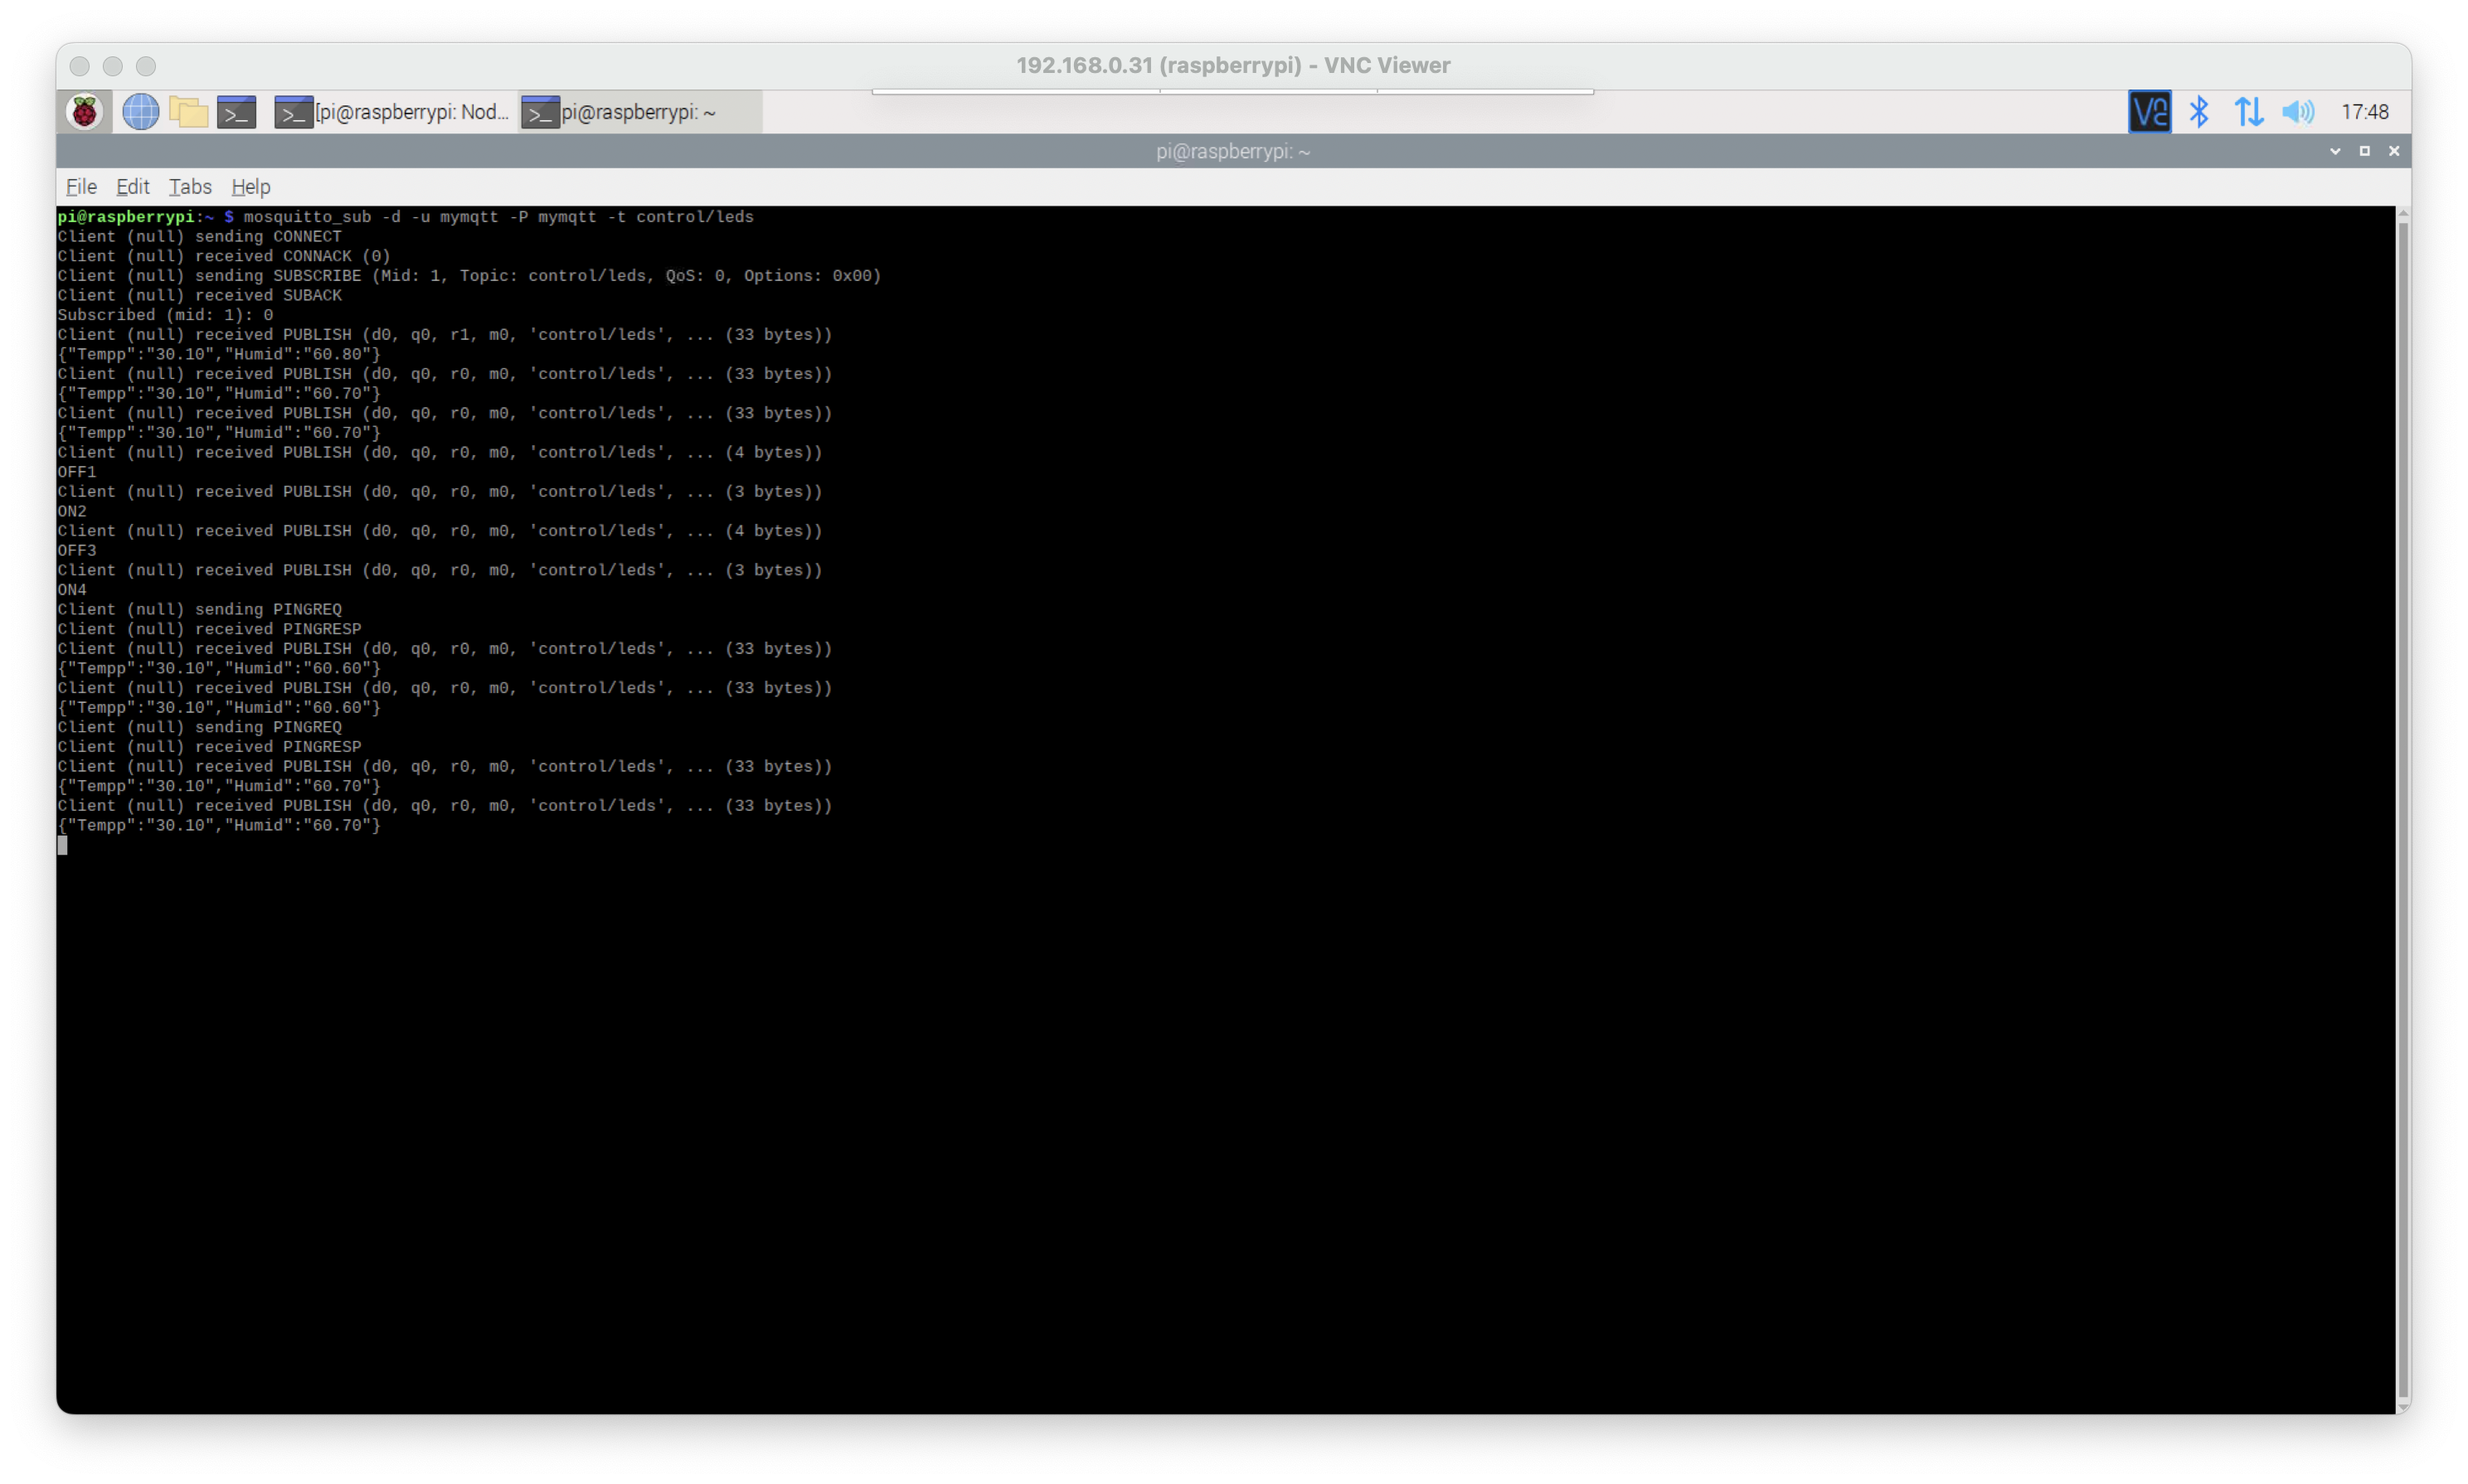 192.168.0.31 (raspberrypi) - VNC Viewer
[pi@raspberrypi: Nod... pi@raspberrypi: ~ 17:48
pi@raspberrypi: ~
File Edit Tabs Help
pi@raspberrypi:~ $ mosquitto_sub -d -u mymqtt -P mymqtt -t control/leds
Client (null) sending CONNECT
Client (null) received CONNACK (0)
Client (null) sending SUBSCRIBE (Mid: 1, Topic: control/leds, QoS: 0, Options: 0x00)
Client (null) received SUBACK
Subscribed (mid: 1): 0
Client (null) received PUBLISH (d0, q0, r1, m0, 'control/leds', ... (33 bytes))
{"Tempp":"30.10","Humid":"60.80"}
Client (null) received PUBLISH (d0, q0, r0, m0, 'control/leds', ... (33 bytes))
{"Tempp":"30.10","Humid":"60.70"}
Client (null) received PUBLISH (d0, q0, r0, m0, 'control/leds', ... (33 bytes))
{"Tempp":"30.10","Humid":"60.70"}
Client (null) received PUBLISH (d0, q0, r0, m0, 'control/leds', ... (4 bytes))
OFF1
Client (null) received PUBLISH (d0, q0, r0, m0, 'control/leds', ... (3 bytes))
ON2
Client (null) received PUBLISH (d0, q0, r0, m0, 'control/leds', ... (4 bytes))
OFF3
Client (null) received PUBLISH (d0, q0, r0, m0, 'control/leds', ... (3 bytes))
ON4
Client (null) sending PINGREQ
Client (null) received PINGRESP
Client (null) received PUBLISH (d0, q0, r0, m0, 'control/leds', ... (33 bytes))
{"Tempp":"30.10","Humid":"60.60"}
Client (null) received PUBLISH (d0, q0, r0, m0, 'control/leds', ... (33 bytes))
{"Tempp":"30.10","Humid":"60.60"}
Client (null) sending PINGREQ
Client (null) received PINGRESP
Client (null) received PUBLISH (d0, q0, r0, m0, 'control/leds', ... (33 bytes))
{"Tempp":"30.10","Humid":"60.70"}
Client (null) received PUBLISH (d0, q0, r0, m0, 'control/leds', ... (33 bytes))
{"Tempp":"30.10","Humid":"60.70"}